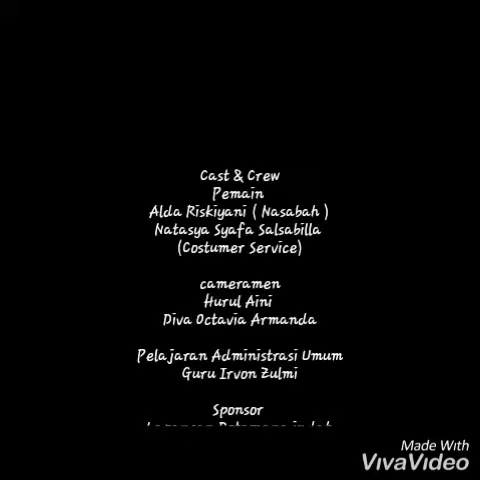 Cast & Crew
Pemain
Alda Riskiyani ( Nasabah )
Natasya Syafa Salsabilla
(Costumer Service)
cameramen
Hurul Aini
Diva Octavia Armanda
Pelajaran Administrasi Umum
Guru Irvon Zulmi
Sponsor
Made With
VivaVideo